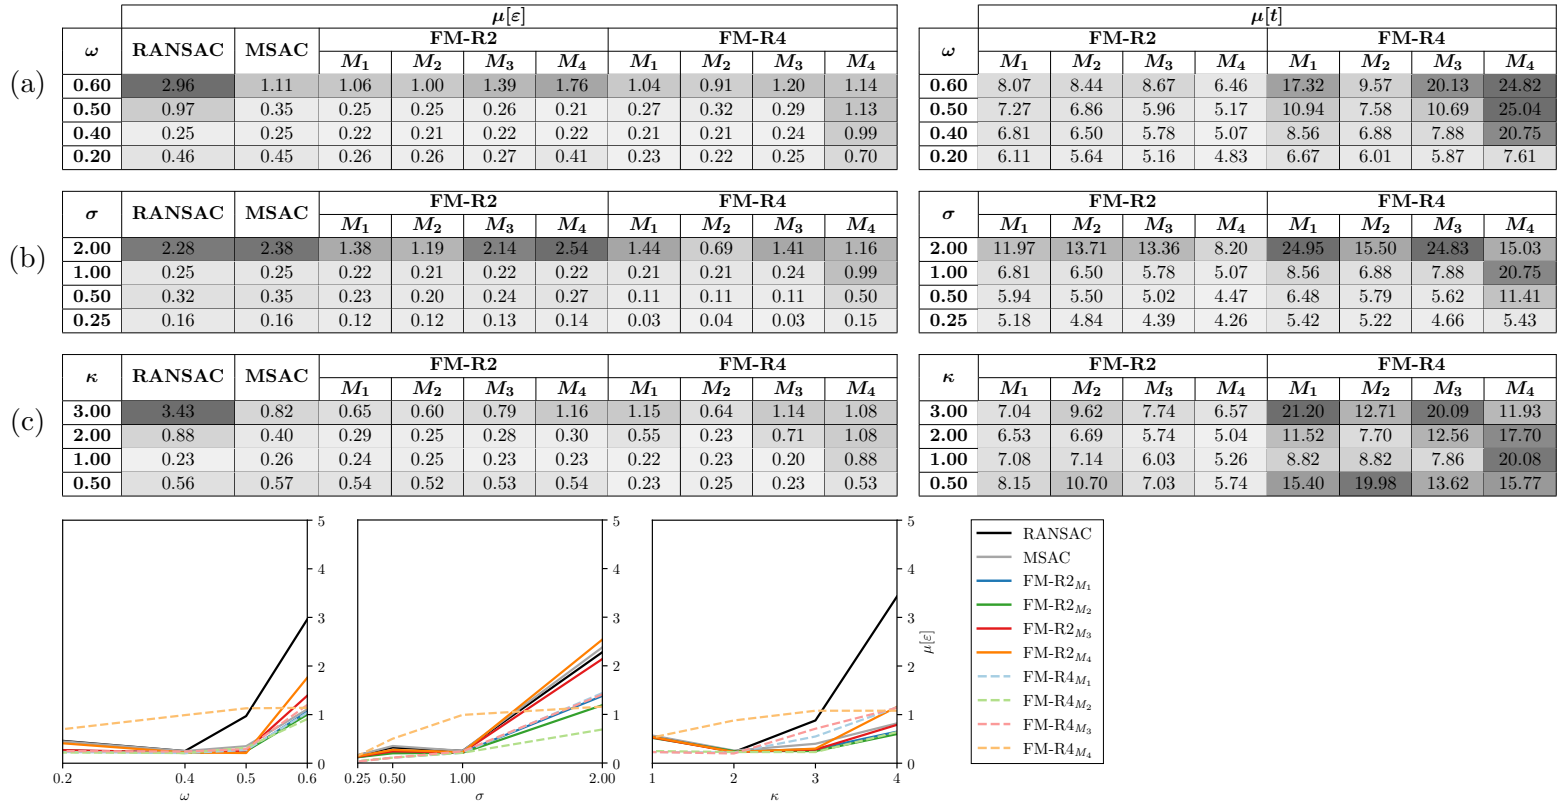 μ[ε] μ[t]
ω RANSAC MSAC FM-R2 FM-R4 ω FM-R2 FM-R4
M₁ M₂ M₃ M₄ M₁ M₂ M₃ M₄ M₁ M₂ M₃ M₄ M₁ M₂ M₃ M₄
(a)
0.60 2.96 1.11 1.06 1.00 1.39 1.76 1.04 0.91 1.20 1.14 0.60 8.07 8.44 8.67 6.46 17.32 9.57 20.13 24.82
0.50 0.97 0.35 0.25 0.25 0.26 0.21 0.27 0.32 0.29 1.13 0.50 7.27 6.86 5.96 5.17 10.94 7.58 10.69 25.04
0.40 0.25 0.25 0.22 0.21 0.22 0.22 0.21 0.21 0.24 0.99 0.40 6.81 6.50 5.78 5.07 8.56 6.88 7.88 20.75
0.20 0.46 0.45 0.26 0.26 0.27 0.41 0.23 0.22 0.25 0.70 0.20 6.11 5.64 5.16 4.83 6.67 6.01 5.87 7.61
σ RANSAC MSAC FM-R2 FM-R4 σ FM-R2 FM-R4
M₁ M₂ M₃ M₄ M₁ M₂ M₃ M₄ M₁ M₂ M₃ M₄ M₁ M₂ M₃ M₄
(b)
2.00 2.28 2.38 1.38 1.19 2.14 2.54 1.44 0.69 1.41 1.16 2.00 11.97 13.71 13.36 8.20 24.95 15.50 24.83 15.03
1.00 0.25 0.25 0.22 0.21 0.22 0.22 0.21 0.21 0.24 0.99 1.00 6.81 6.50 5.78 5.07 8.56 6.88 7.88 20.75
0.50 0.32 0.35 0.23 0.20 0.24 0.27 0.11 0.11 0.11 0.50 0.50 5.94 5.50 5.02 4.47 6.48 5.79 5.62 11.41
0.25 0.16 0.16 0.12 0.12 0.13 0.14 0.03 0.04 0.03 0.15 0.25 5.18 4.84 4.39 4.26 5.42 5.22 4.66 5.43
κ RANSAC MSAC FM-R2 FM-R4 κ FM-R2 FM-R4
M₁ M₂ M₃ M₄ M₁ M₂ M₃ M₄ M₁ M₂ M₃ M₄ M₁ M₂ M₃ M₄
(c)
3.00 3.43 0.82 0.65 0.60 0.79 1.16 1.15 0.64 1.14 1.08 3.00 7.04 9.62 7.74 6.57 21.20 12.71 20.09 11.93
2.00 0.88 0.40 0.29 0.25 0.28 0.30 0.55 0.23 0.71 1.08 2.00 6.53 6.69 5.74 5.04 11.52 7.70 12.56 17.70
1.00 0.23 0.26 0.24 0.25 0.23 0.23 0.22 0.23 0.20 0.88 1.00 7.08 7.14 6.03 5.26 8.82 8.82 7.86 20.08
0.50 0.56 0.57 0.54 0.52 0.53 0.54 0.23 0.25 0.23 0.53 0.50 8.15 10.70 7.03 5.74 15.40 19.98 13.62 15.77
5
4
3
2
1
0
0.2 0.4 0.5 0.6
ω
5
4
3
2
1
0
0.25 0.50 1.00 2.00
σ
5
4
3
2
1
0
1 2 3 4
κ
μ[ε]
RANSAC
MSAC
FM-R2M₁
FM-R2M₂
FM-R2M₃
FM-R2M₄
FM-R4M₁
FM-R4M₂
FM-R4M₃
FM-R4M₄